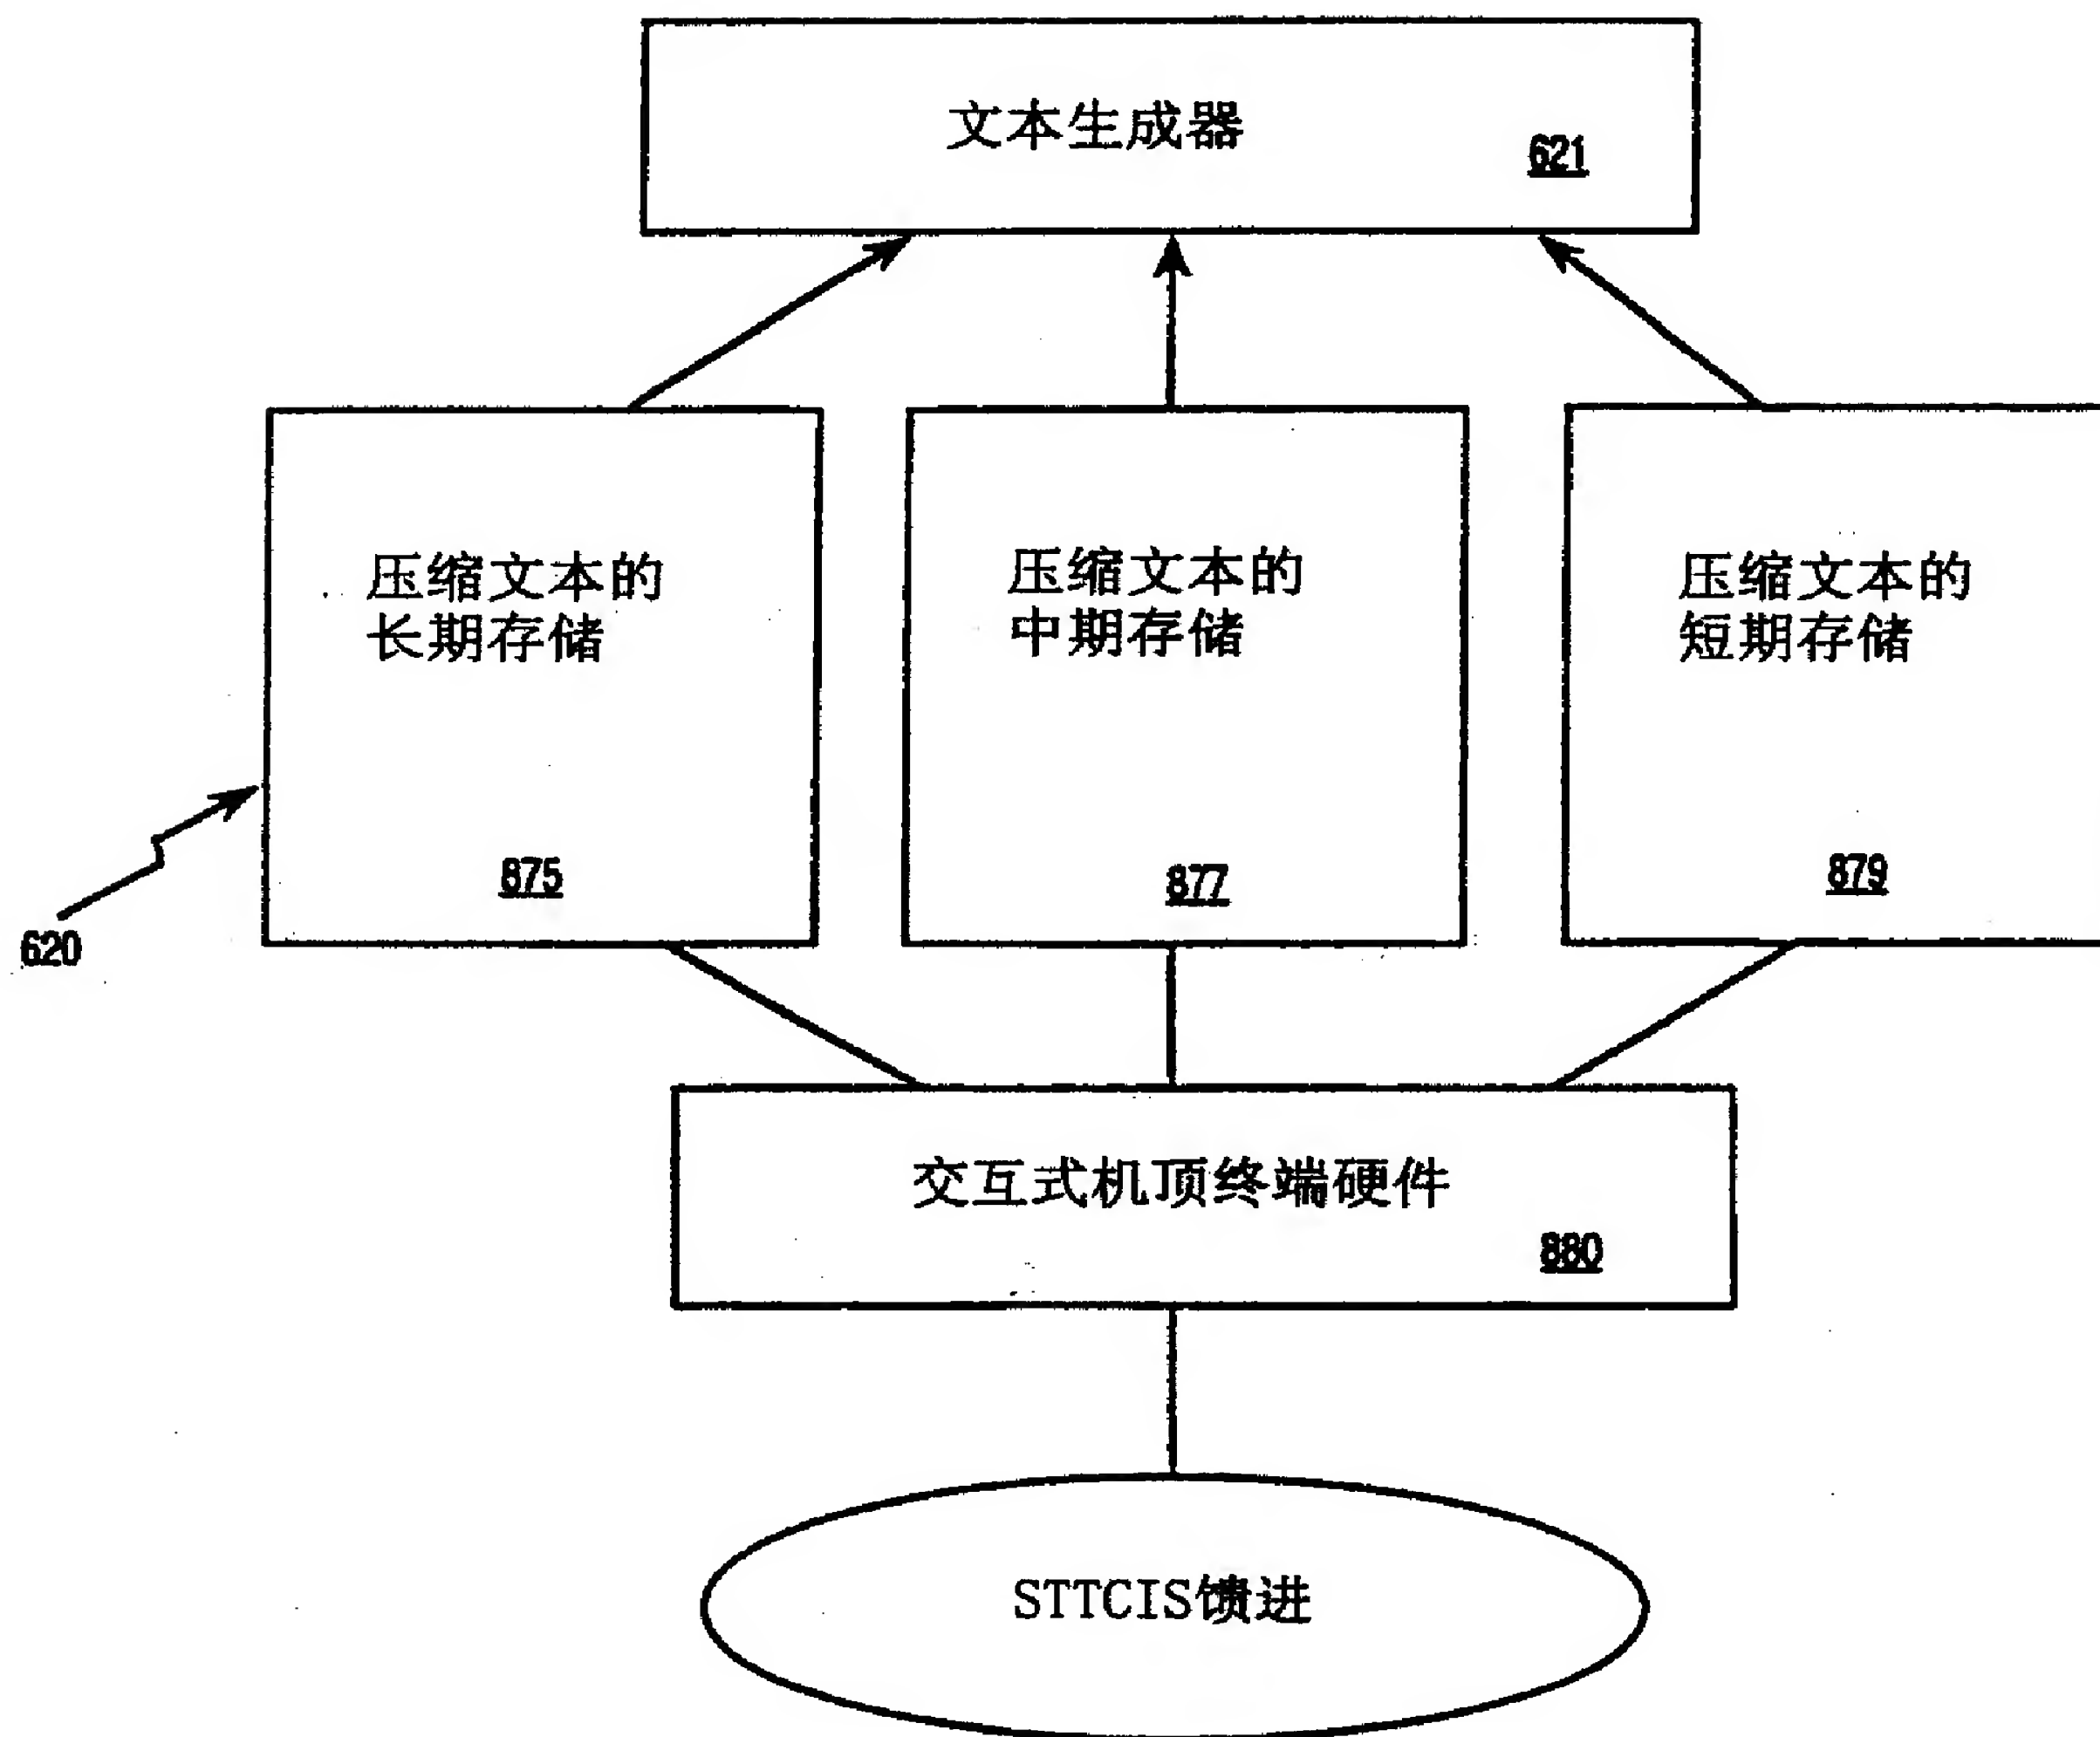 文本生成器
621
压缩文本的
长期存储
875
压缩文本的
中期存储
877
压缩文本的
短期存储
879
620
交互式机顶终端硬件
880
STTCIS馈进